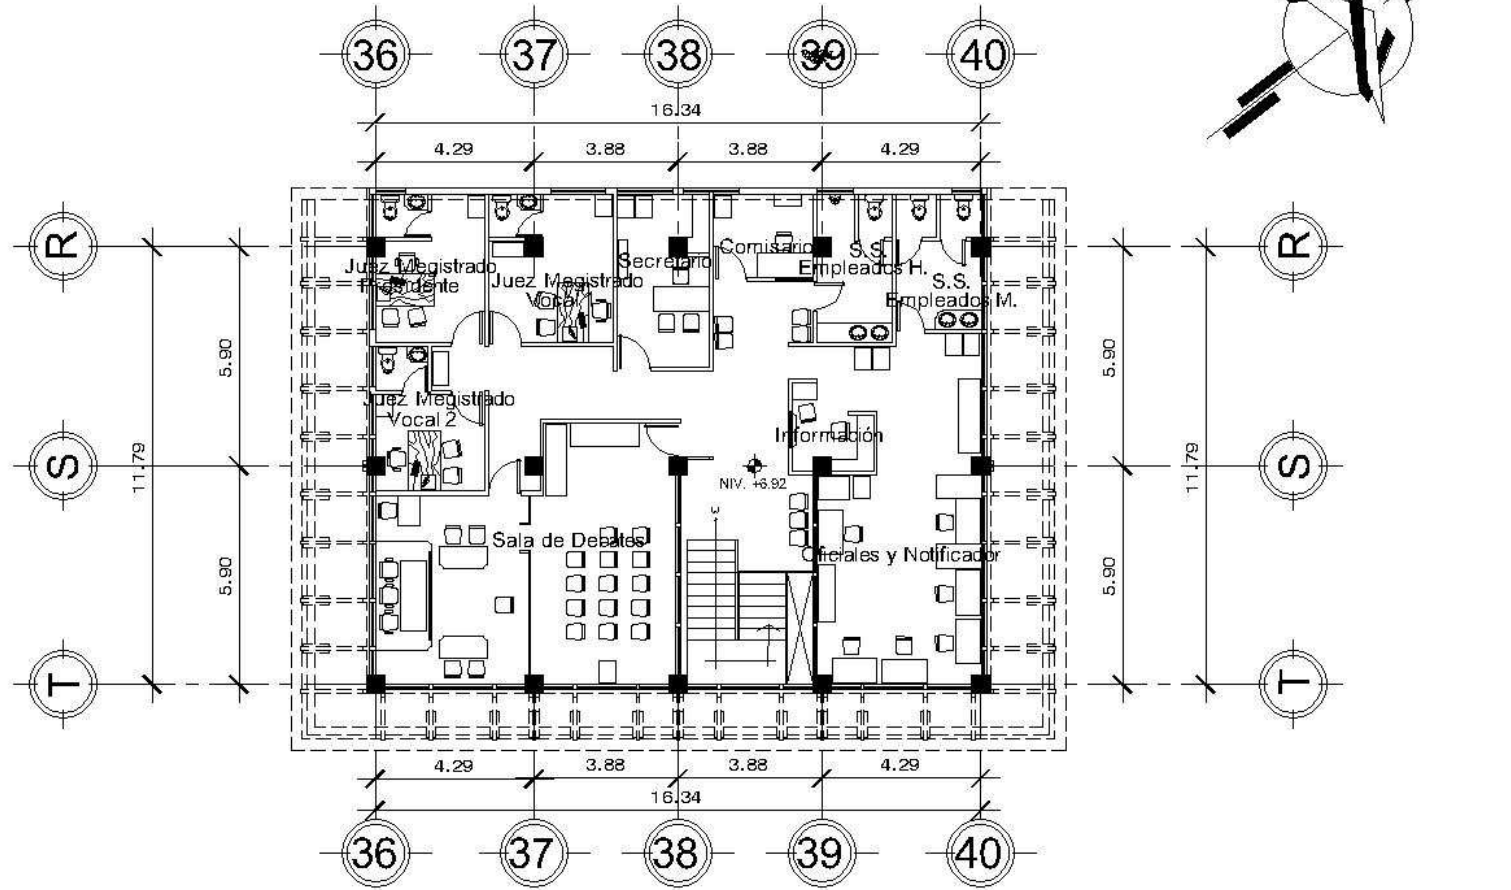 36 37 38 39 40
16.34
4.29 3.88 3.88 4.29
R R
Juez Megistrado
Presidente
Juez Megistrado
Vocal
Secretario
Comisario
S.S.
Empleados H.
S.S.
Empleados M.
5.90 5.90
Juez Megistrado
Vocal 2
Información
11.79 11.79
S S
NIV. +6.92
Sala de Debates
Oficiales y Notificador
5.90 5.90
T T
4.29 3.88 3.88 4.29
16.34
36 37 38 39 40